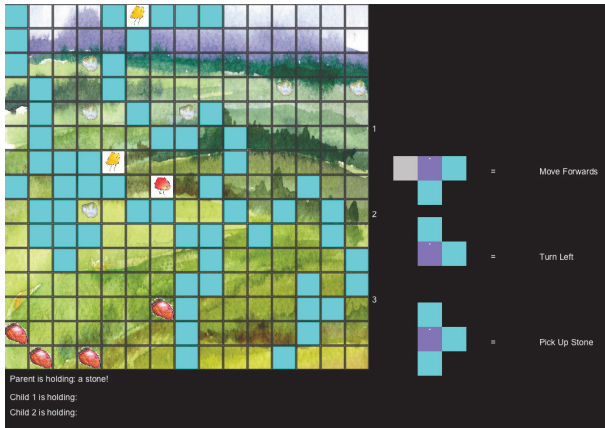 1
= Move Forwards
2
= Turn Left
3
= Pick Up Stone
Parent is holding: a stone!
Child 1 is holding:
Child 2 is holding: